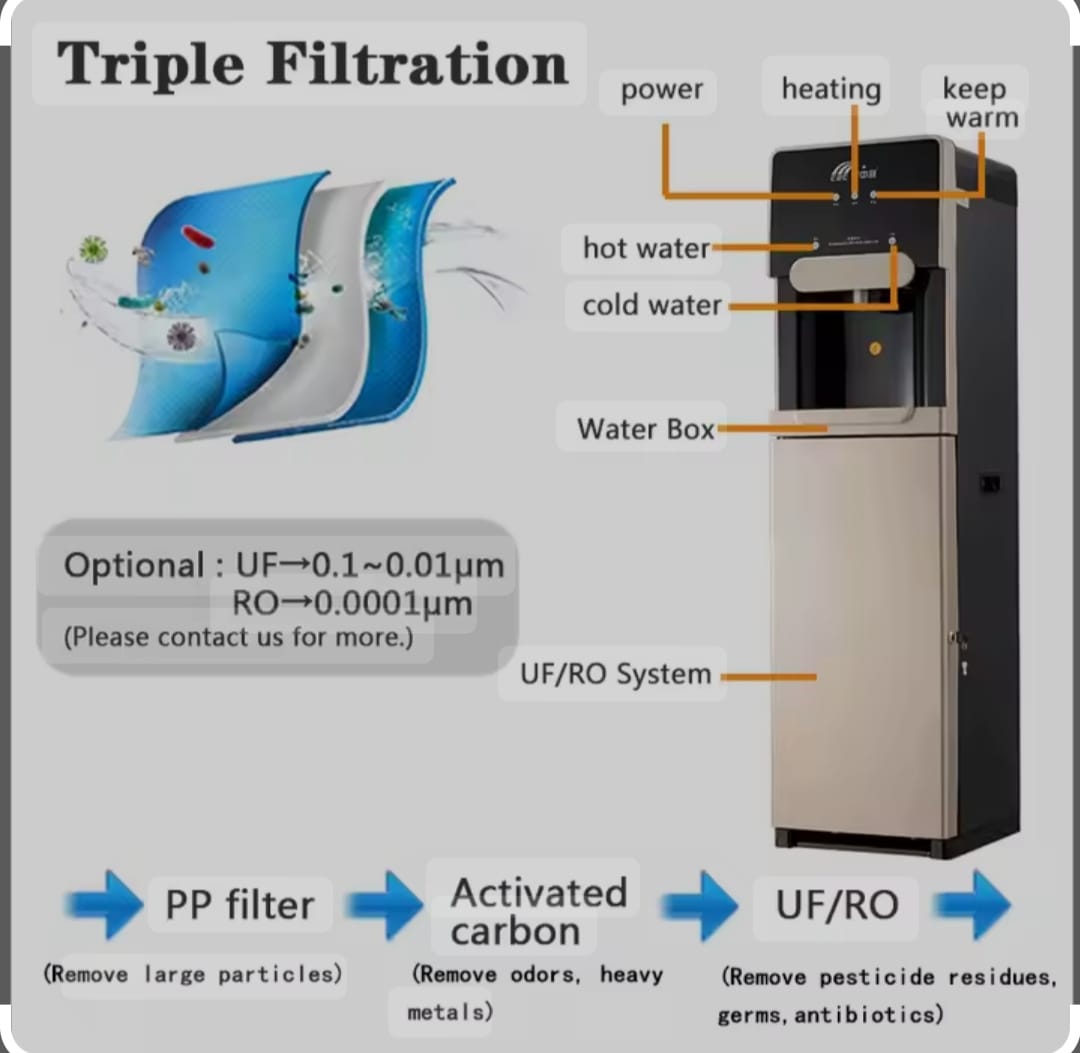 Triple Filtration
power
heating
keep
warm
hot water
cold water
Water Box
Optional : UF→0.1~0.01μm
RO→0.0001μm
(Please contact us for more.)
UF/RO System
PP filter
(Remove large particles)
Activated
carbon
(Remove odors, heavy
metals)
UF/RO
(Remove pesticide residues,
germs,antibiotics)